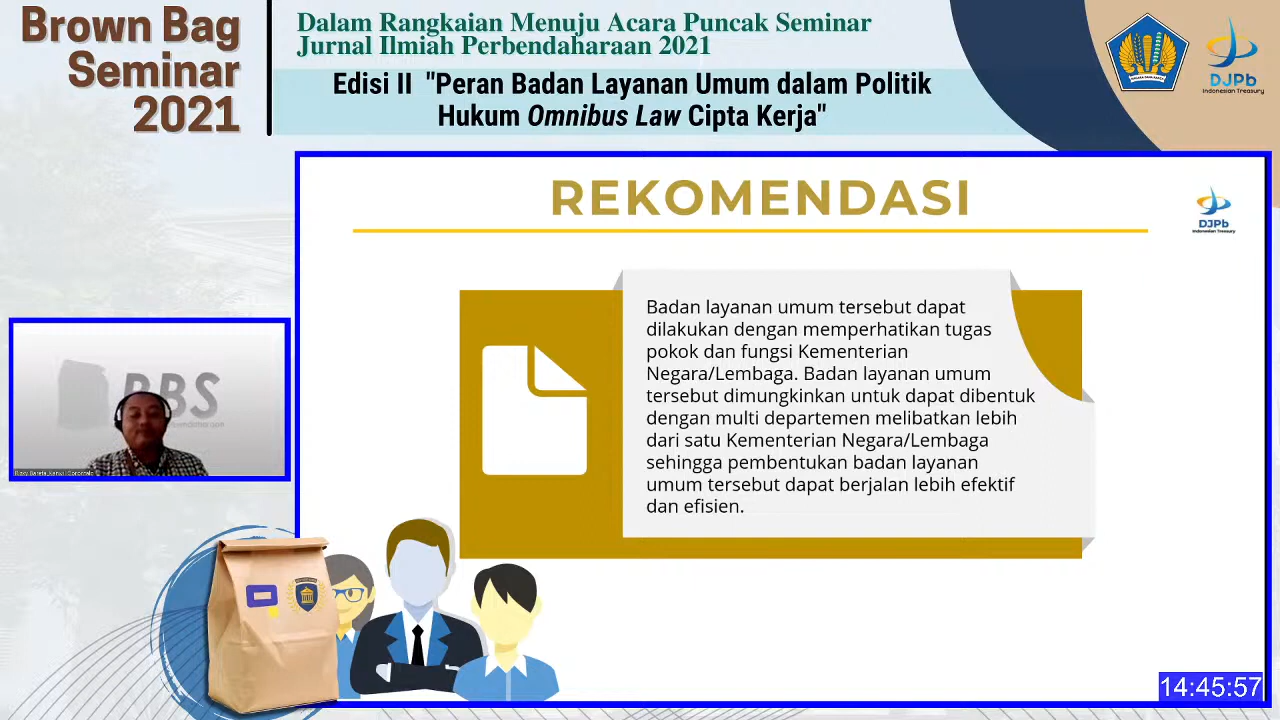 Brown Bag
Seminar
2021
Dalam Rangkaian Menuju Acara Puncak Seminar
Jurnal Ilmiah Perbendaharaan 2021
Edisi II "Peran Badan Layanan Umum dalam Politik
Hukum Omnibus Law Cipta Kerja"
DJPb
Indonesian Treasury
REKOMENDASI
DJPb
Indonesian Treasury
Badan layanan umum tersebut dapat
dilakukan dengan memperhatikan tugas
pokok dan fungsi Kementerian
Negara/Lembaga. Badan layanan umum
tersebut dimungkinkan untuk dapat dibentuk
dengan multi departemen melibatkan lebih
dari satu Kementerian Negara/Lembaga
sehingga pembentukan badan layanan
umum tersebut dapat berjalan lebih efektif
dan efisien.
BBS
14:45:57